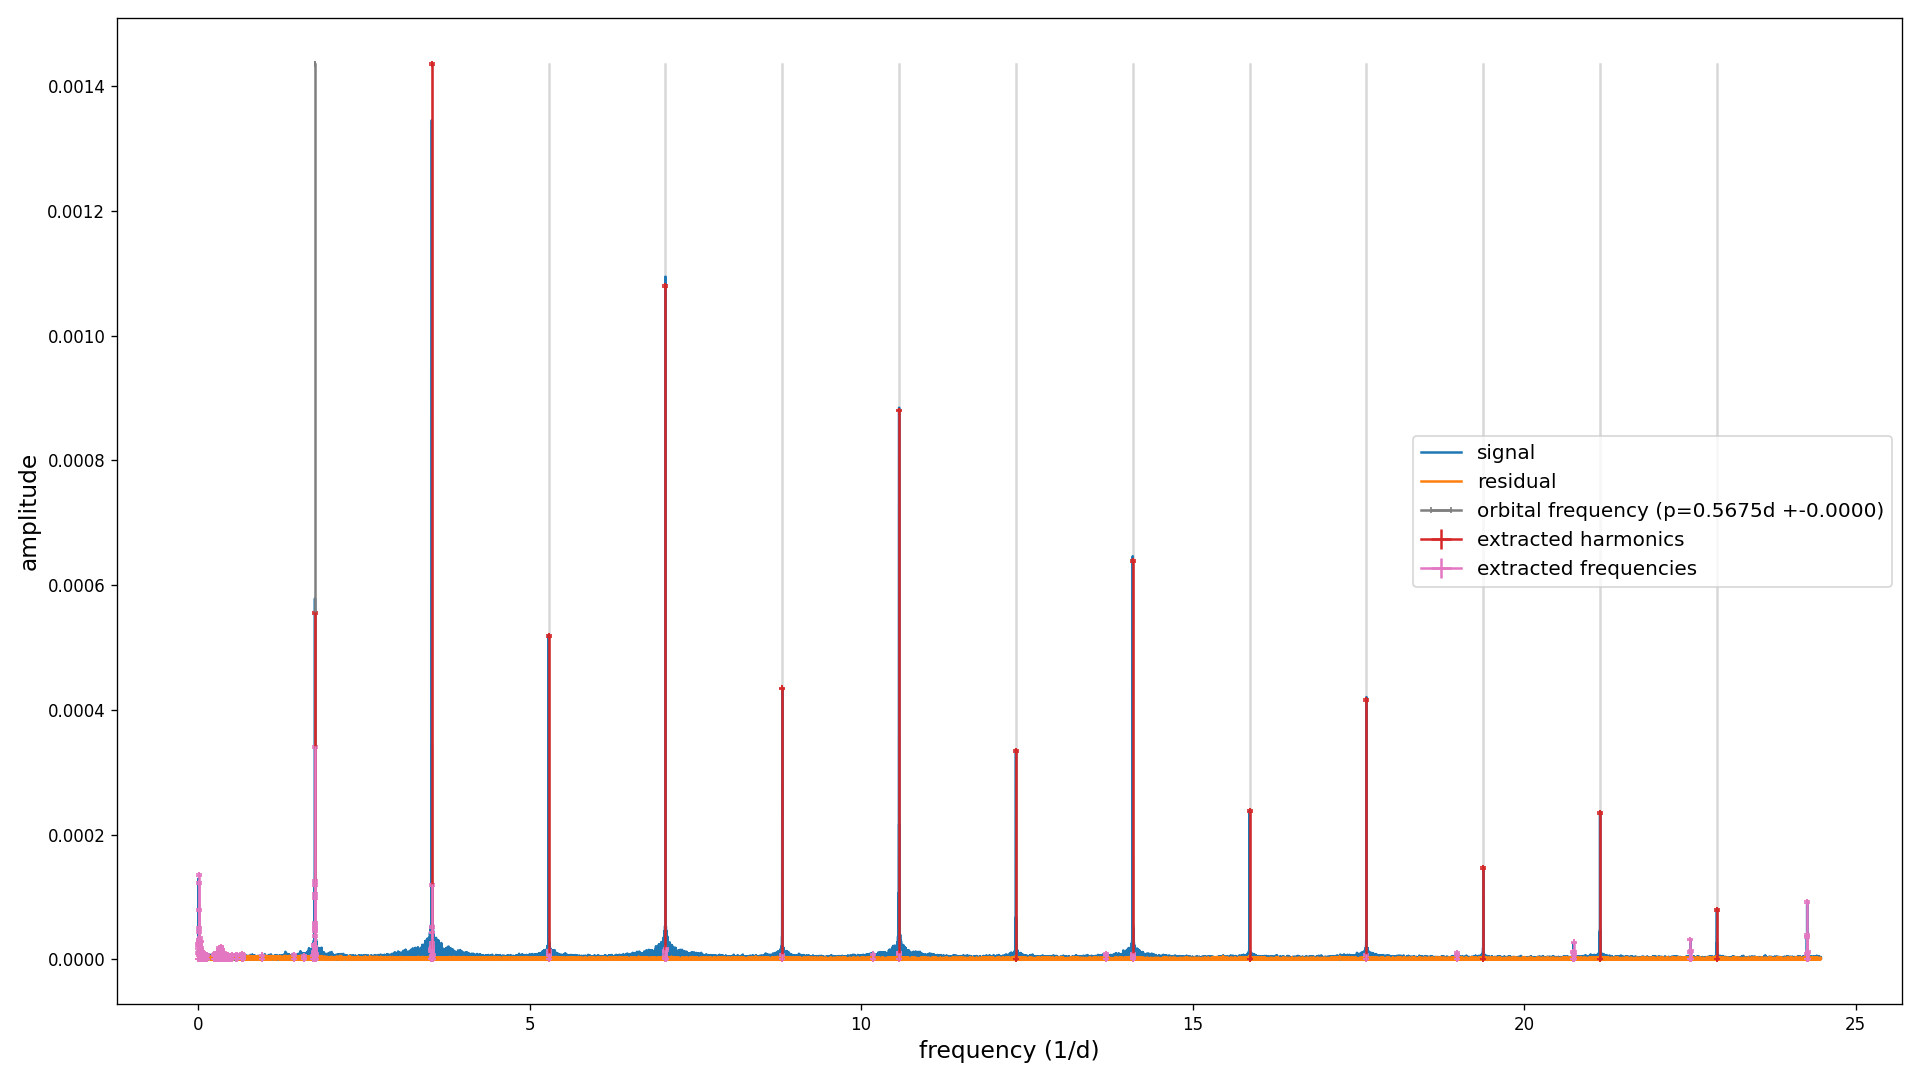 0.0014
0.0012
0.0010
0.0008
0.0006
0.0004
0.0002
0.0000
amplitude
signal
residual
orbital frequency (p=0.5675d +-0.0000)
extracted harmonics
extracted frequencies
0 5 10 15 20 25
frequency (1/d)